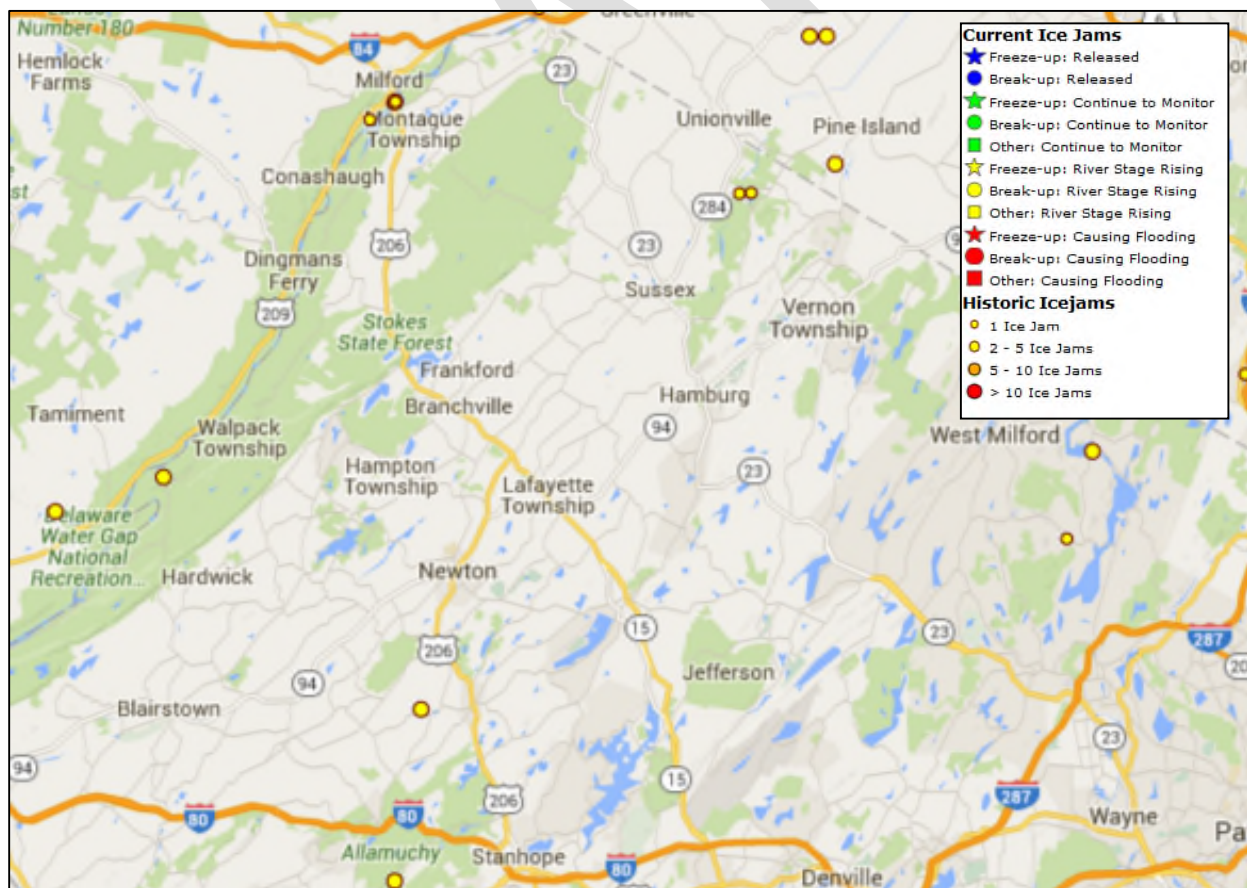 Number 180
Hemlock
Farms
84
Milford
Montague
Township
Conashaugh
206
Dingmans
Ferry
209
Stokes
State Forest
Frankford
Branchville
Tamiment
Walpack
Township
Hampton
Township
Lafayette
Township
Delaware
Water Gap
National
Recreation...
Hardwick
Newton
206
94
Blairstown
94
80
80
206
Allamuchy
Stanhope
80
15
15
Denville
Jefferson
23
Unionville
Pine Island
284
23
Sussex
Vernon
Township
Hamburg
94
23
West Milford
23
287
287
23
Wayne
Pa
20
6
Current Ice Jams
Freeze-up: Released
Break-up: Released
Freeze-up: Continue to Monitor
Break-up: Continue to Monitor
Other: Continue to Monitor
Freeze-up: River Stage Rising
Break-up: River Stage Rising
Other: River Stage Rising
Freeze-up: Causing Flooding
Break-up: Causing Flooding
Other: Causing Flooding
Historic Icejams
1 Ice Jam
2 - 5 Ice Jams
5 - 10 Ice Jams
> 10 Ice Jams